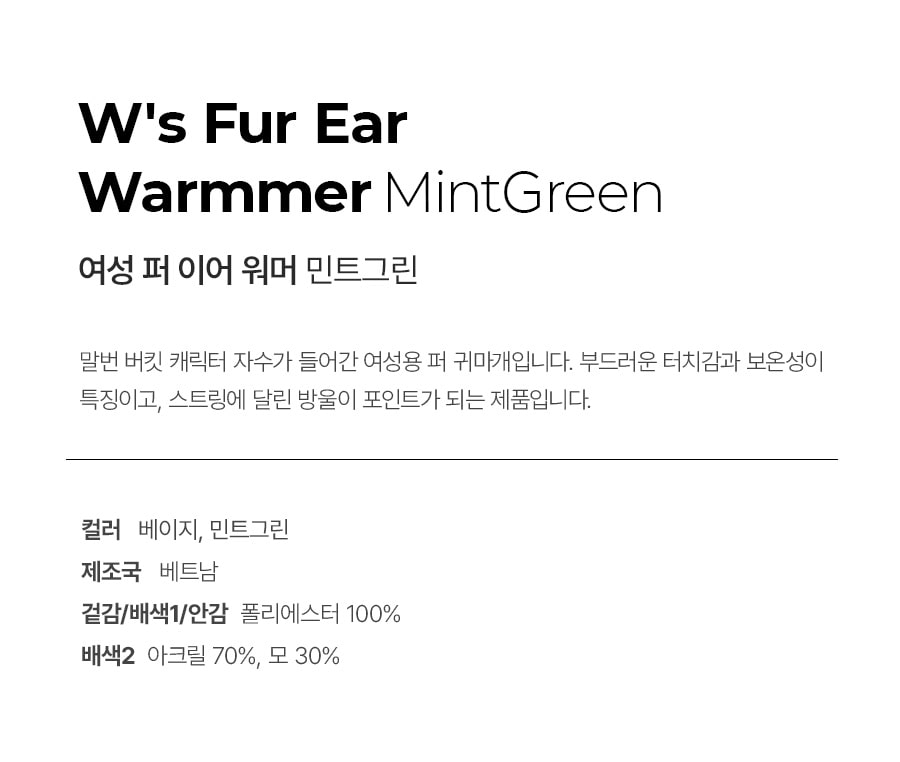 W's Fur Ear
Warmmer MintGreen
여성 퍼 이어 워머 민트그린
말번 버킷 캐릭터 자수가 들어간 여성용 퍼 귀마개입니다. 부드러운 터치감과 보온성이
특징이고, 스트링에 달린 방울이 포인트가 되는 제품입니다.
컬러 베이지, 민트그린
제조국 베트남
겉감/배색1/안감 폴리에스터 100%
배색2 아크릴 70%, 모 30%